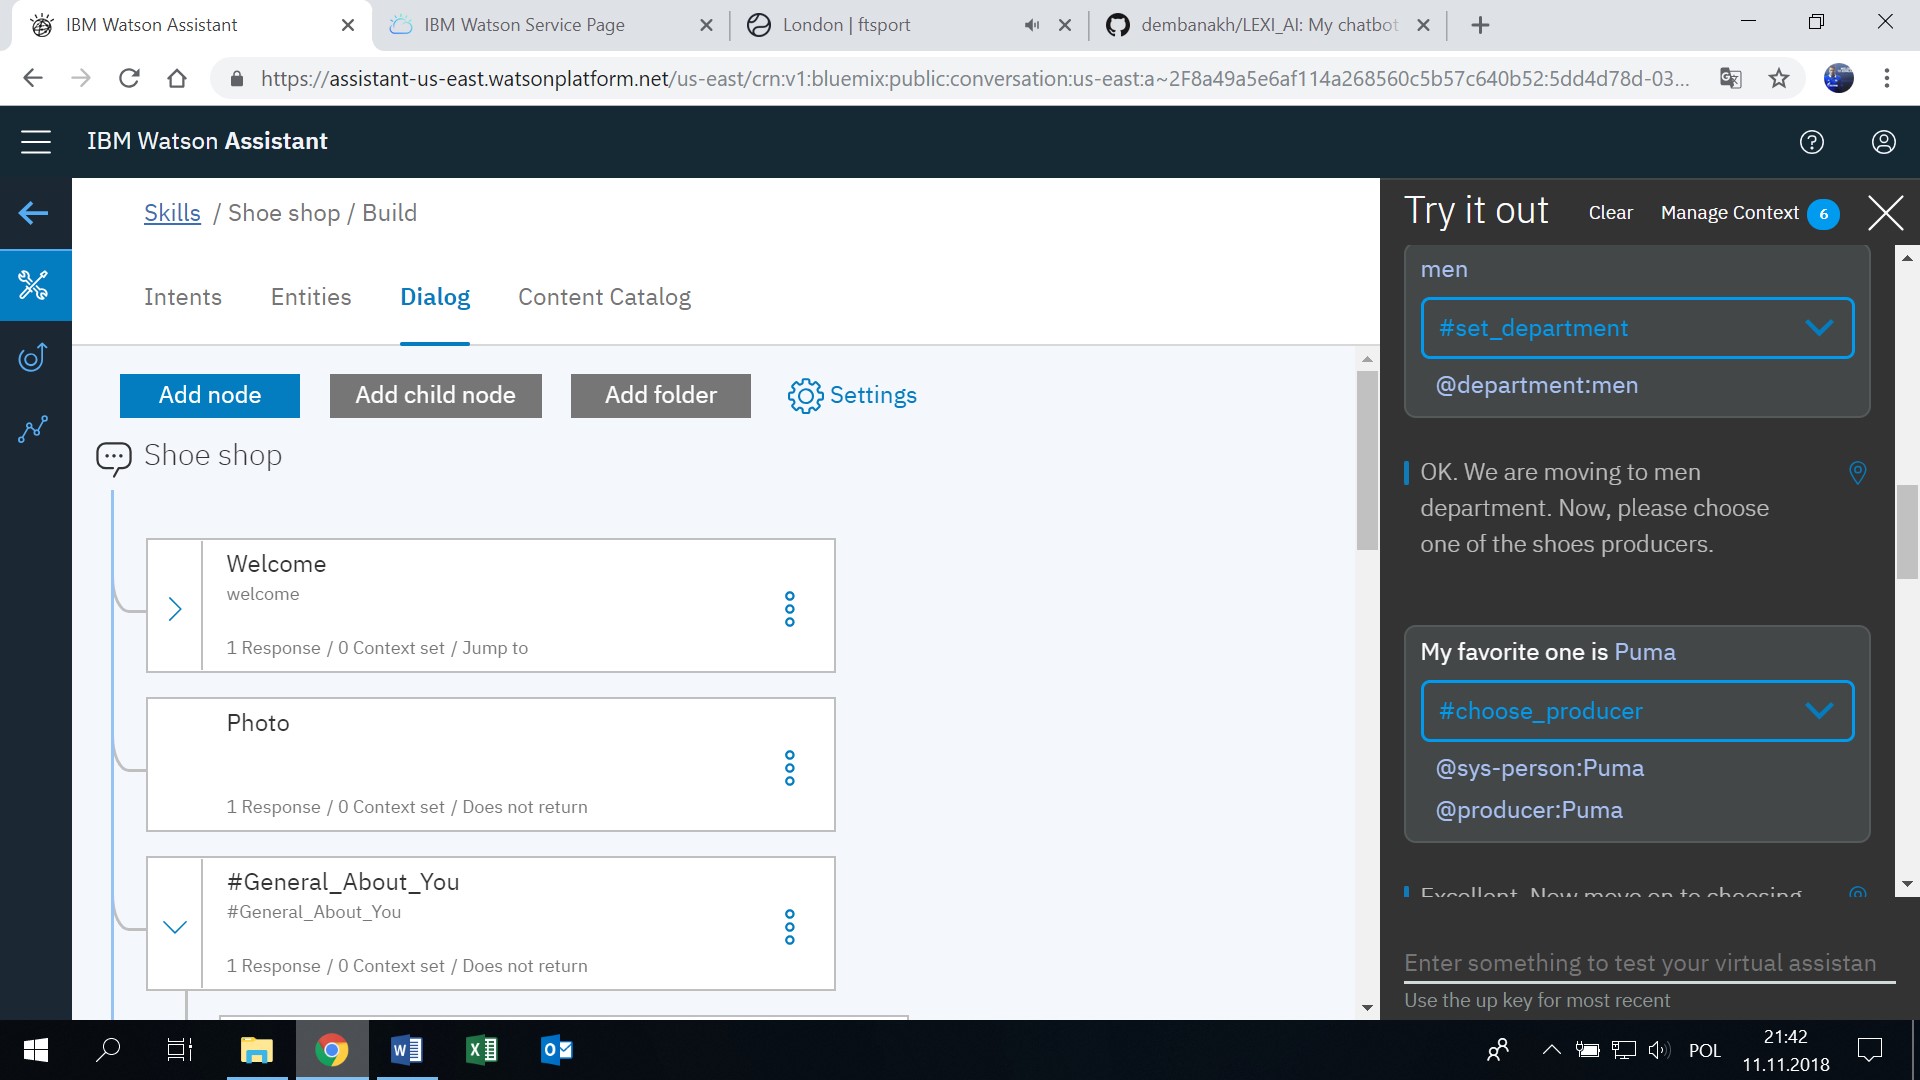 IBM Watson Assistant
IBM Watson Service Page
London | ftsport
dembanakh/LEXI_AI: My chatbot
https://assistant-us-east.watsonplatform.net/us-east/crn:v1:bluemix:public:conversation:us-east:a~2F8a49a5e6af114a268560c5b57c640b52:5dd4d78d-03...
IBM Watson Assistant
Skills / Shoe shop / Build
Intents
Entities
Dialog
Content Catalog
Add node
Add child node
Add folder
Settings
Shoe shop
Welcome
welcome
1 Response / 0 Context set / Jump to
Photo
1 Response / 0 Context set / Does not return
#General_About_You
#General_About_You
1 Response / 0 Context set / Does not return
Try it out
Clear
Manage Context 6
men
#set_department
@department:men
OK. We are moving to men
department. Now, please choose
one of the shoes producers.
My favorite one is Puma
#choose_producer
@sys-person:Puma
@producer:Puma
Excellent. Now move on to choosing
Enter something to test your virtual assistan
Use the up key for most recent
POL
21:42
11.11.2018